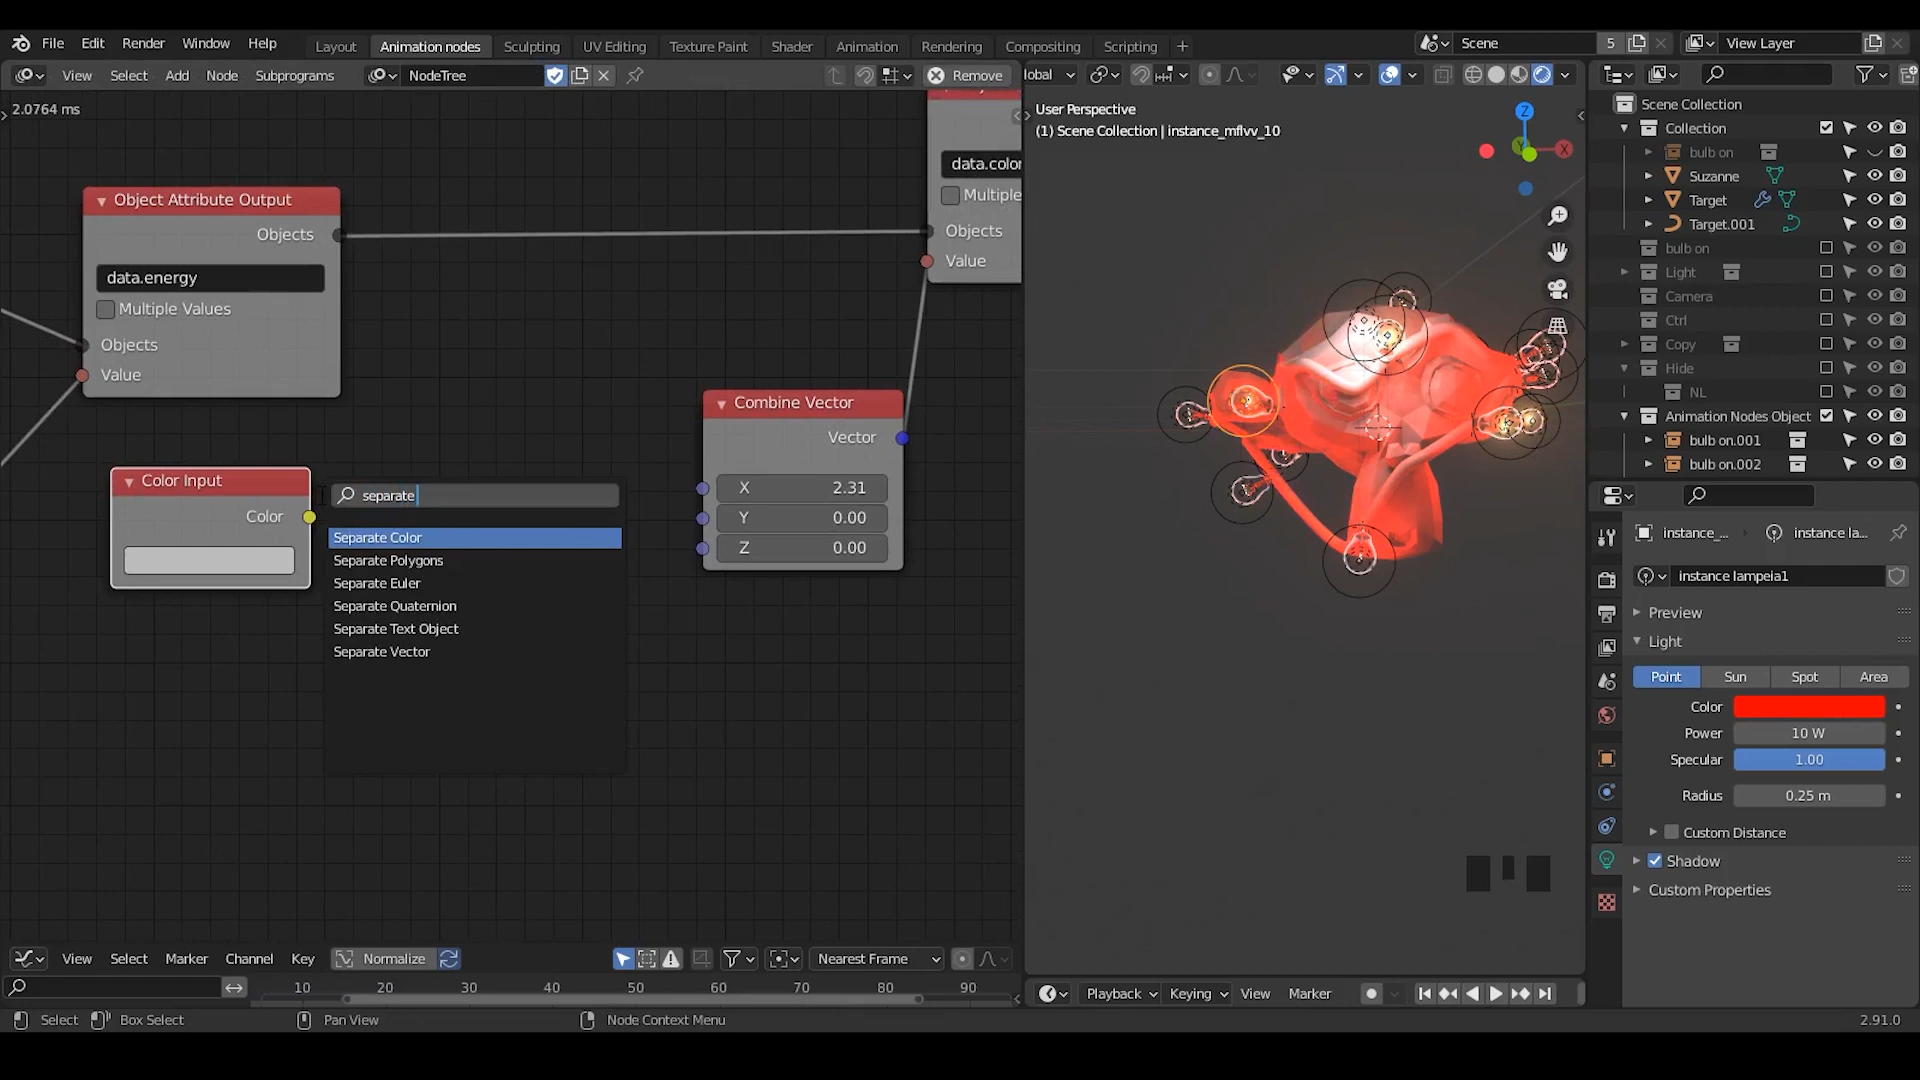 File Edit Render Window Help Layout Animation nodes Sculpting UV Editing Texture Paint Shader Animation Rendering Compositing Scripting + Scene 5 View Layer
View Select Add Node Subprograms NodeTree Remove lobal
2.0764 ms
Object Attribute Output
Objects
data.energy
Multiple Values
Objects
Value
Color Input
Color
separate
Separate Color
Separate Polygons
Separate Euler
Separate Quaternion
Separate Text Object
Separate Vector
Combine Vector
Vector
X 2.31
Y 0.00
Z 0.00
data.color
Multiple
Objects
Value
User Perspective
(1) Scene Collection | instance_mflvv_10
Z
Y
X
Scene Collection
Collection
bulb on
Suzanne
Target
Target.001
bulb on
Light
Camera
Ctrl
Copy
Hide
NL
Animation Nodes Object
bulb on.001
bulb on.002
instance_... instance la...
instance lampeia1
Preview
Light
Point Sun Spot Area
Color
Power 10 W
Specular 1.00
Radius 0.25 m
Custom Distance
Shadow
Custom Properties
View Select Marker Channel Key Normalize Nearest Frame
10 20 30 40 50 60 70 80 90
Playback Keying View Marker
Select Box Select Pan View Node Context Menu 2.91.0